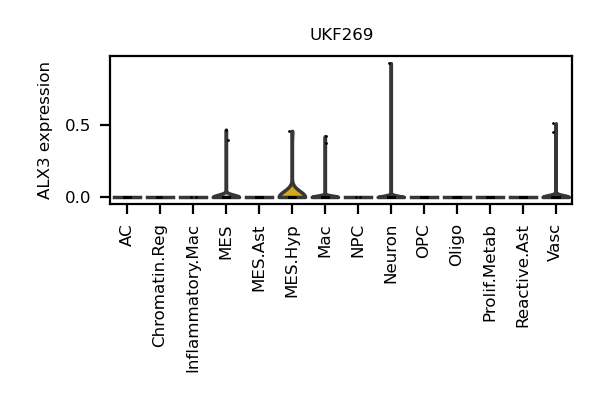 UKF269
ALX3 expression
0.5
0.0
AC
Chromatin.Reg
Inflammatory.Mac
MES
MES.Ast
MES.Hyp
Mac
NPC
Neuron
OPC
Oligo
Prolif.Metab
Reactive.Ast
Vasc